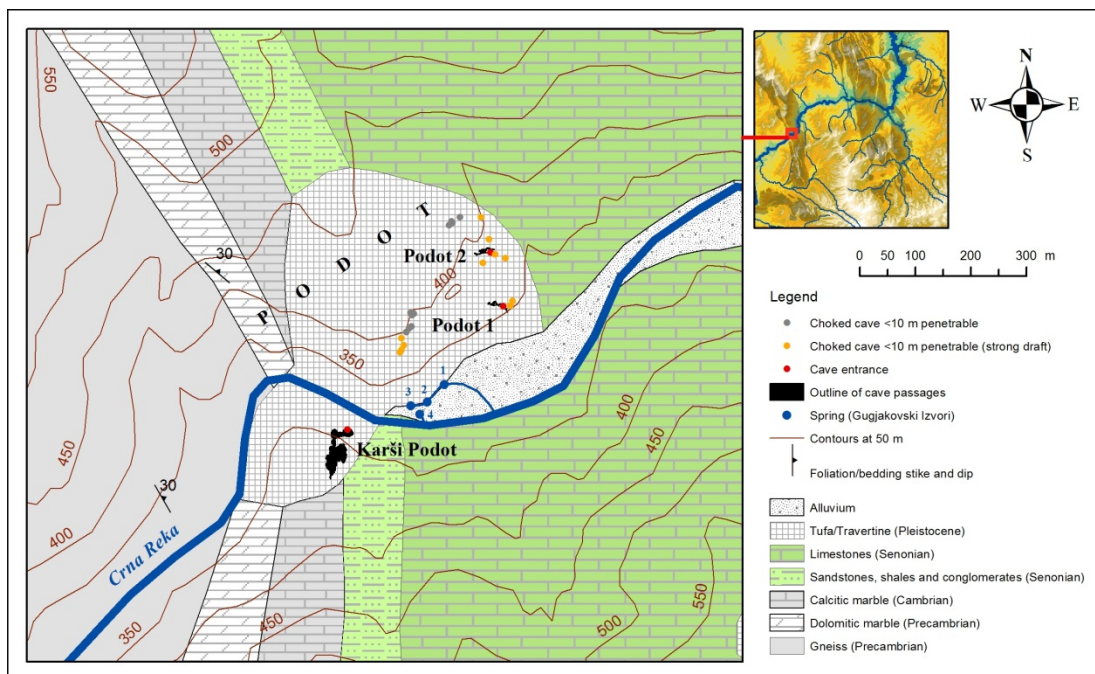 550
500
P O D O T
Podot 2
400
Podot 1
30
350
1
2
3
4
450
Karši Podot
30
400
400
Crna Reka
350
450
500
550
N
W E
S
0 50 100 200 300 m
Legend
Choked cave <10 m penetrable
Choked cave <10 m penetrable (strong draft)
Cave entrance
Outline of cave passages
Spring (Gugjakovski Izvori)
Contours at 50 m
Foliation/bedding stike and dip
Alluvium
Tufa/Travertine (Pleistocene)
Limestones (Senonian)
Sandstones, shales and conglomerates (Senonian)
Calcitic marble (Cambrian)
Dolomitic marble (Precambrian)
Gneiss (Precambrian)